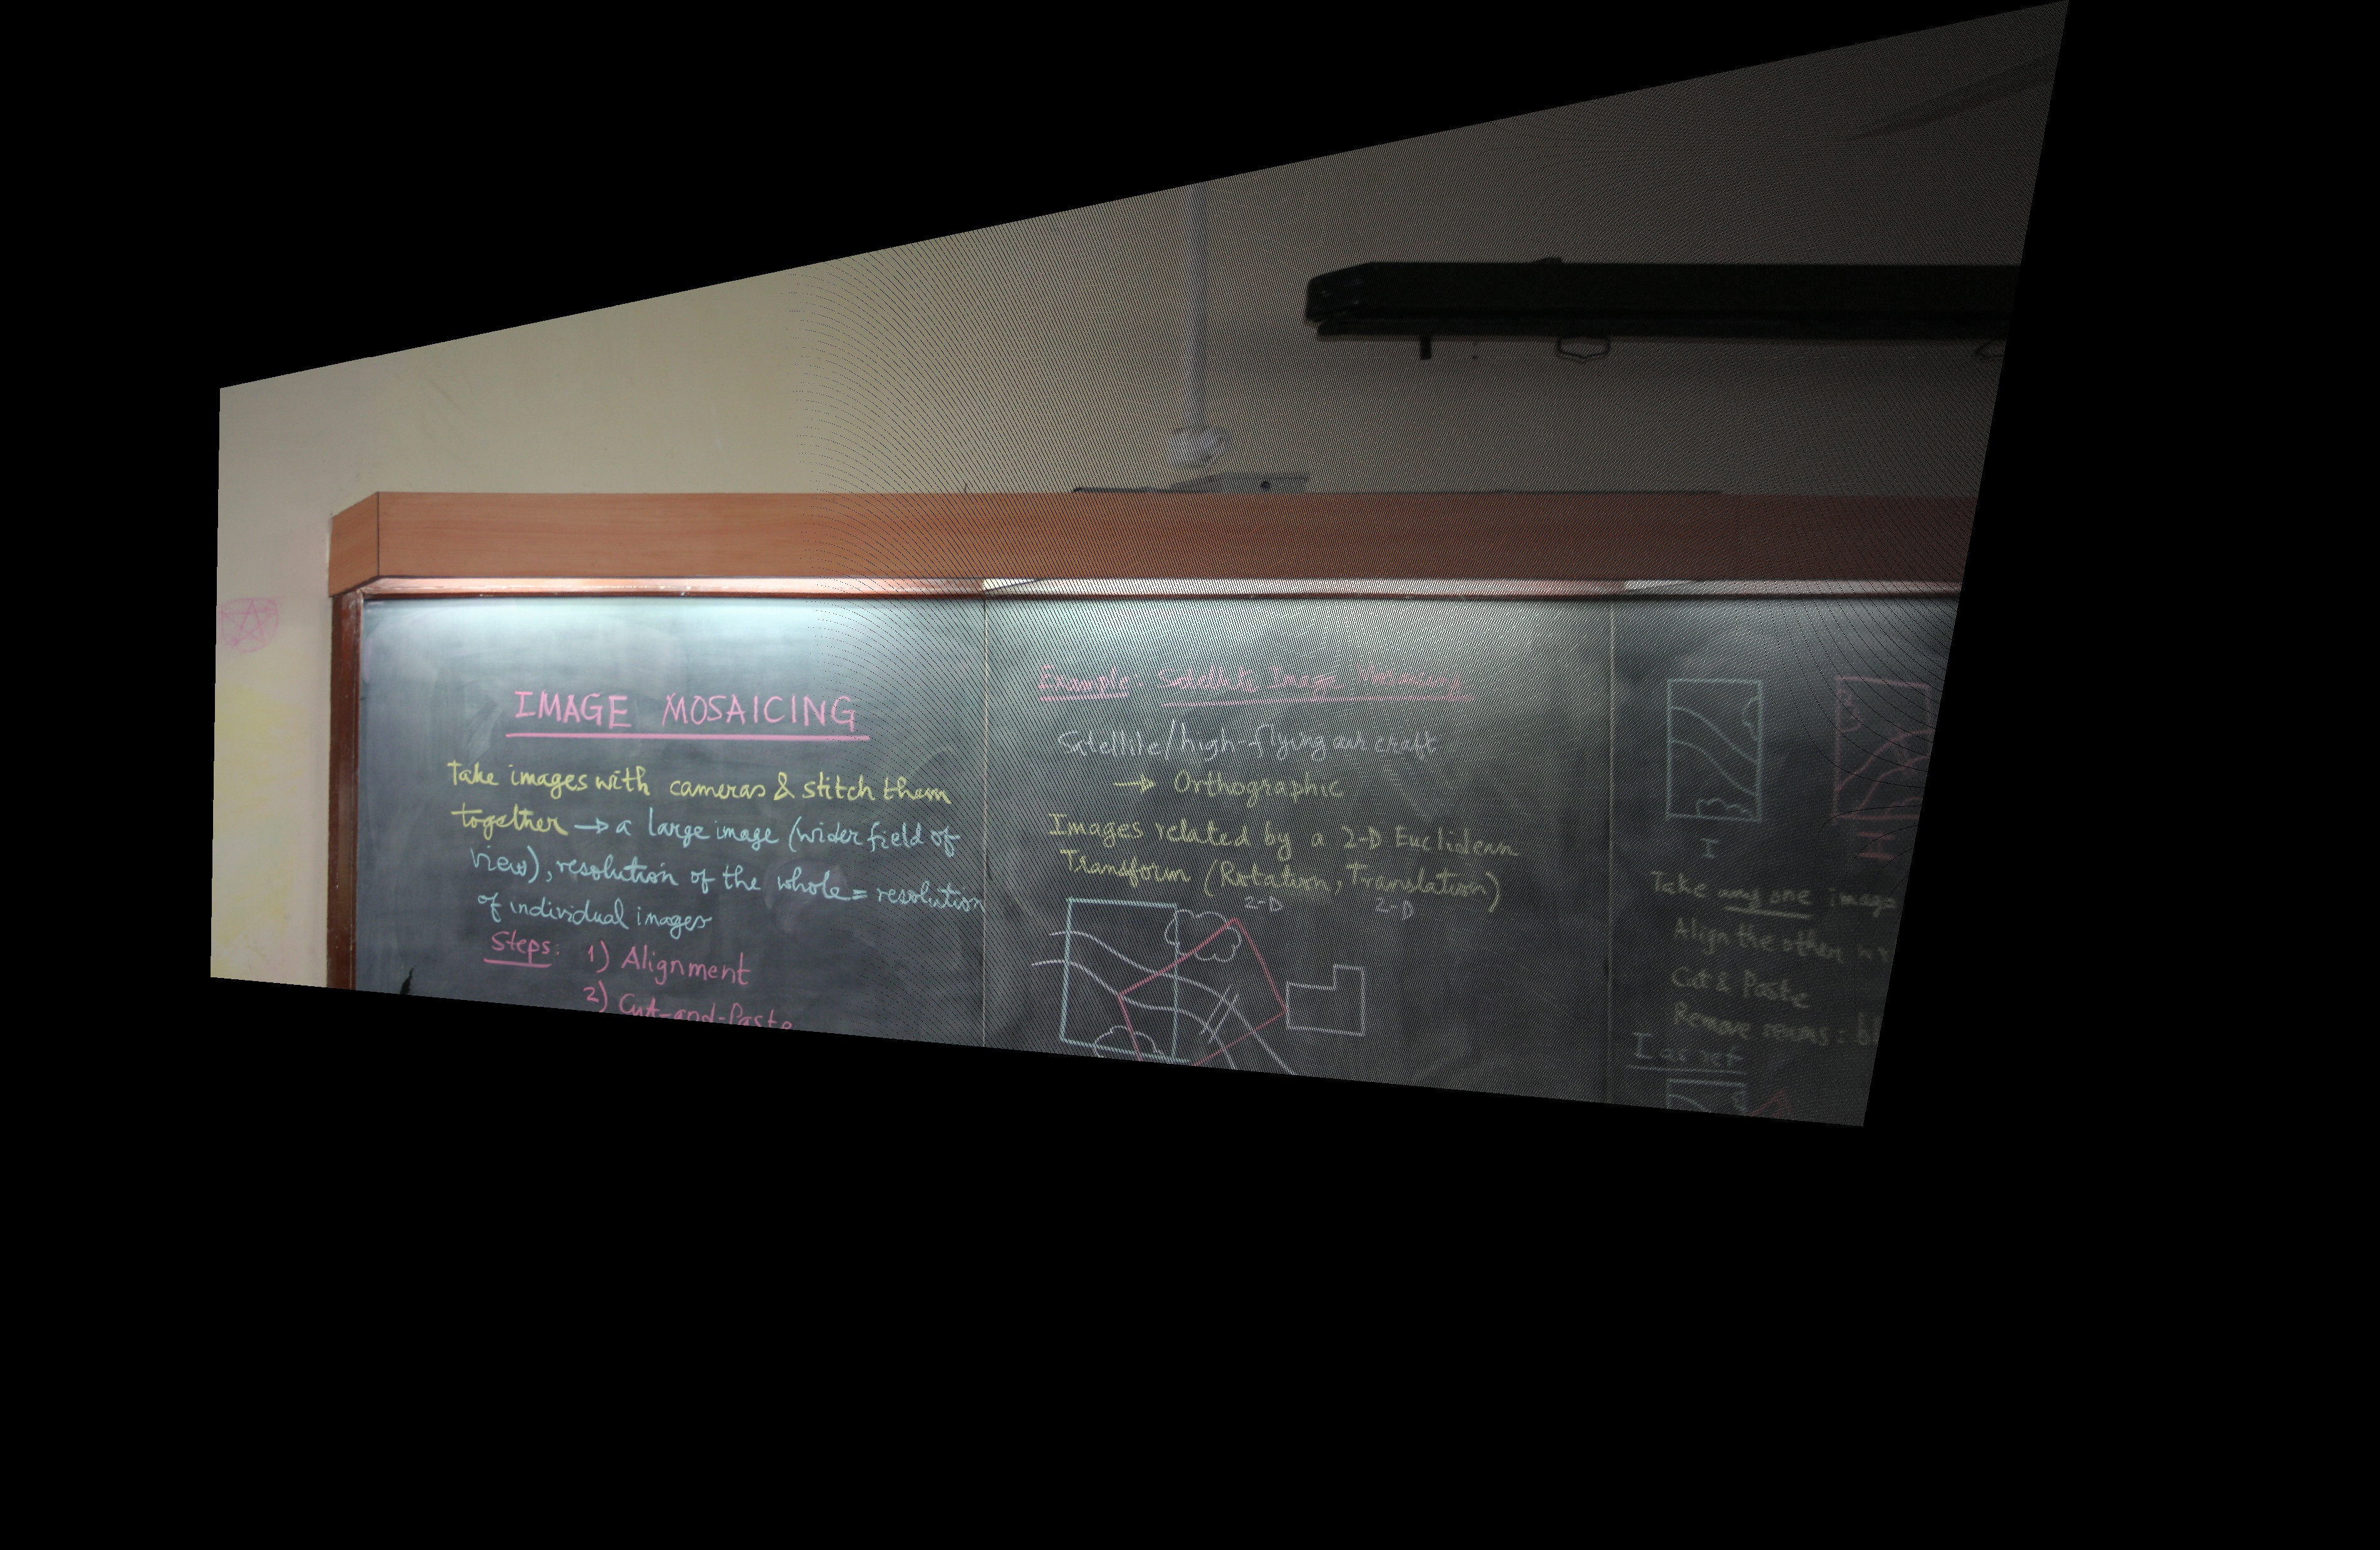 IMAGE MOSAICING
Take images with cameras & stitch them
together → a large image (wider field of
view), resolution of the whole = resolution
of individual images
Steps: 1) Alignment
2) Cut-and-Paste
Example: Satellite Image Mosaicing
Satellite/high-flying aircraft
→ Orthographic
Images related by a 2-D Euclidean
Transform (Rotation, Translation)
2-D 2-D
I II
Take any one image
Align the other
Cut & Paste
Remove seams:
I as ref